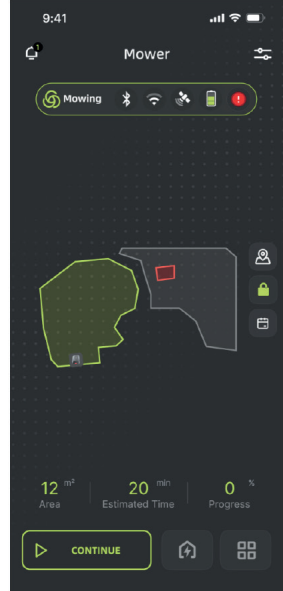 9:41
1
Mower
Mowing
12 m²
Area
20 min
Estimated Time
0 %
Progress
CONTINUE